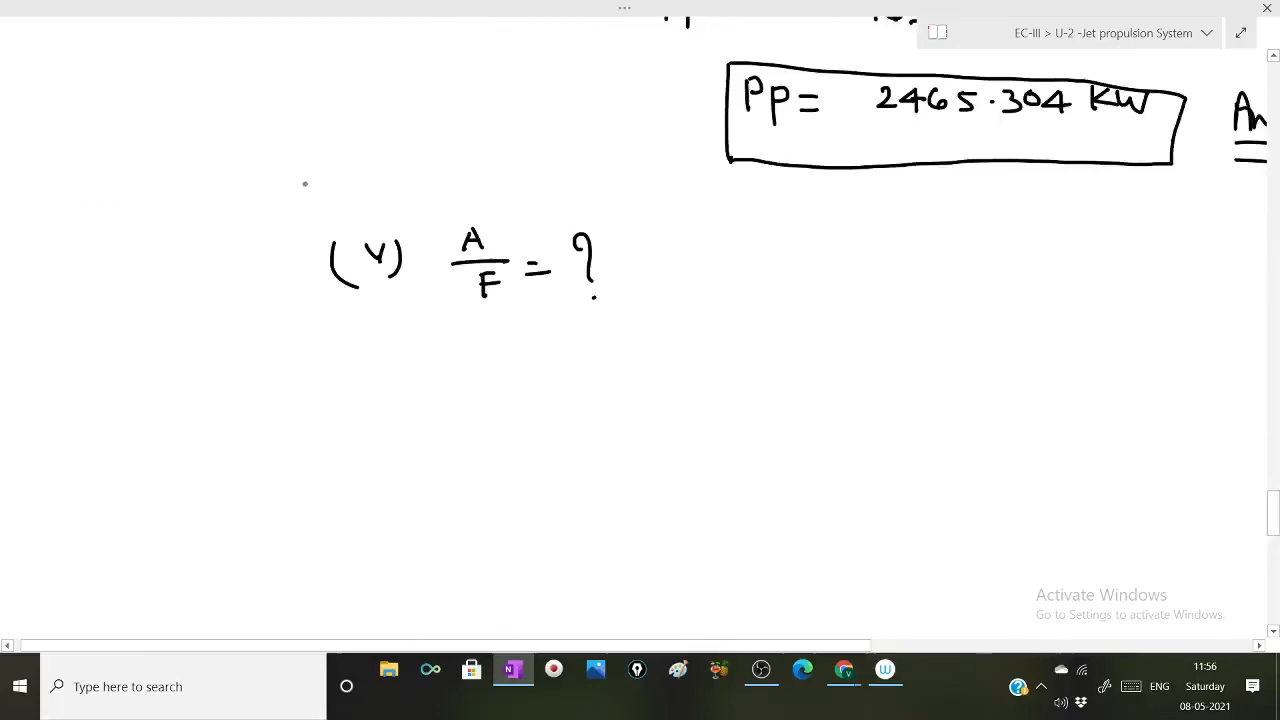 EC-III > U-2 -Jet propulsion System
Pp = 2465.304 KW
(V) A/F = ?
Activate Windows
Go to Settings to activate Windows.
Type here to search
11:56
ENG
Saturday
08-05-2021